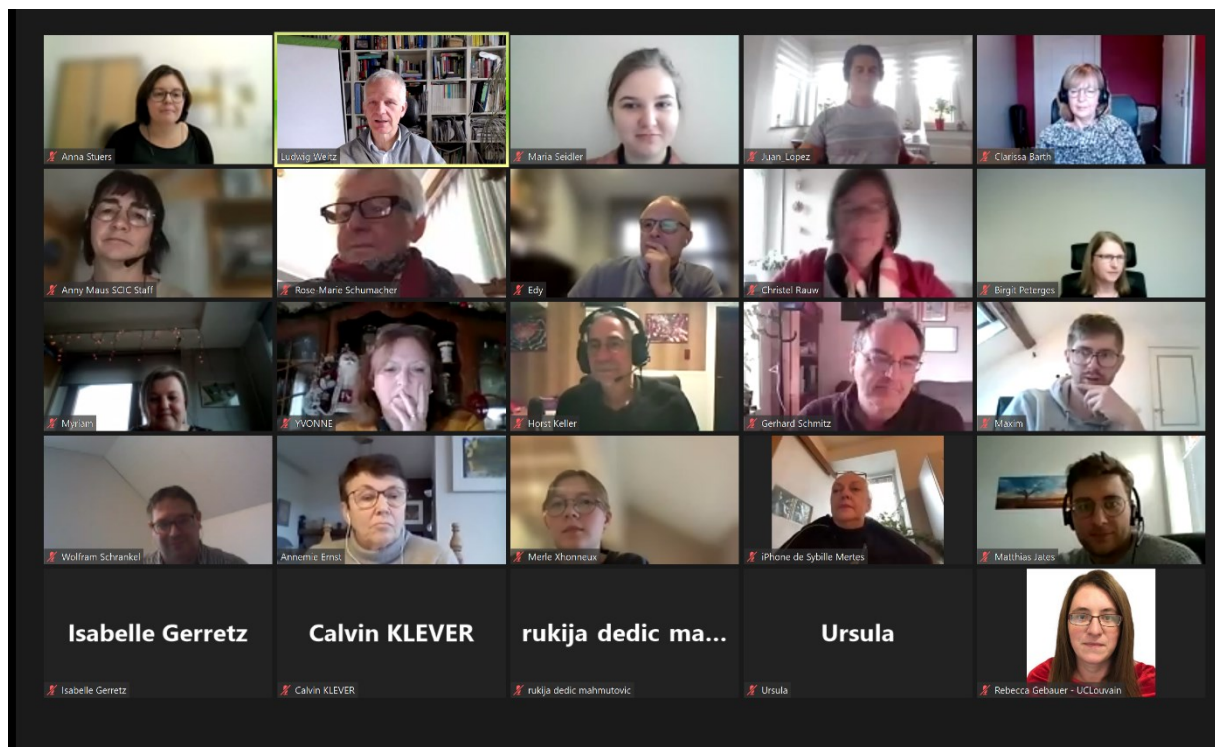 Anna Stuers
Ludwig Weitz
Maria Seidler
Juan_Lopez
Clarissa Barth
Anny Maus SCIC Staff
Rose-Marie Schumacher
Edy
Christel Rauw
Birgit Peterges
Myriam
YVONNE
Horst Keller
Gerhard Schmitz
Maxim
Wolfram Schrankel
Annemie Ernst
Merle Xhonneux
iPhone de Sybille Mertes
Matthias Jates
Isabelle Gerretz
Calvin KLEVER
rukija dedic ma...
Ursula
Isabelle Gerretz
Calvin KLEVER
rukija dedic mahmutovic
Ursula
Rebecca Gebauer - UCLouvain